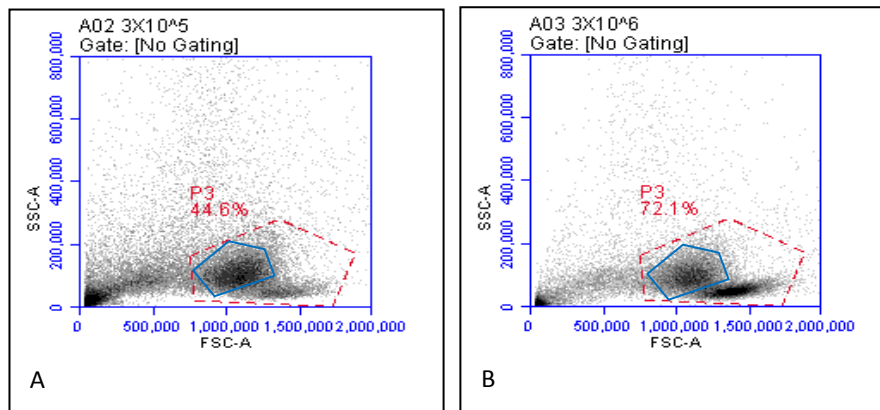 A02 3X10^5
Gate: [No Gating]
800,000
600,000
400,000
200,000
0
SSC-A
P3
44.6%
0
500,000
1,000,000
1,500,000
2,000,000
FSC-A
A
A03 3X10^6
Gate: [No Gating]
800,000
600,000
400,000
200,000
0
SSC-A
P3
72.1%
0
500,000
1,000,000
1,500,000
2,000,000
FSC-A
B